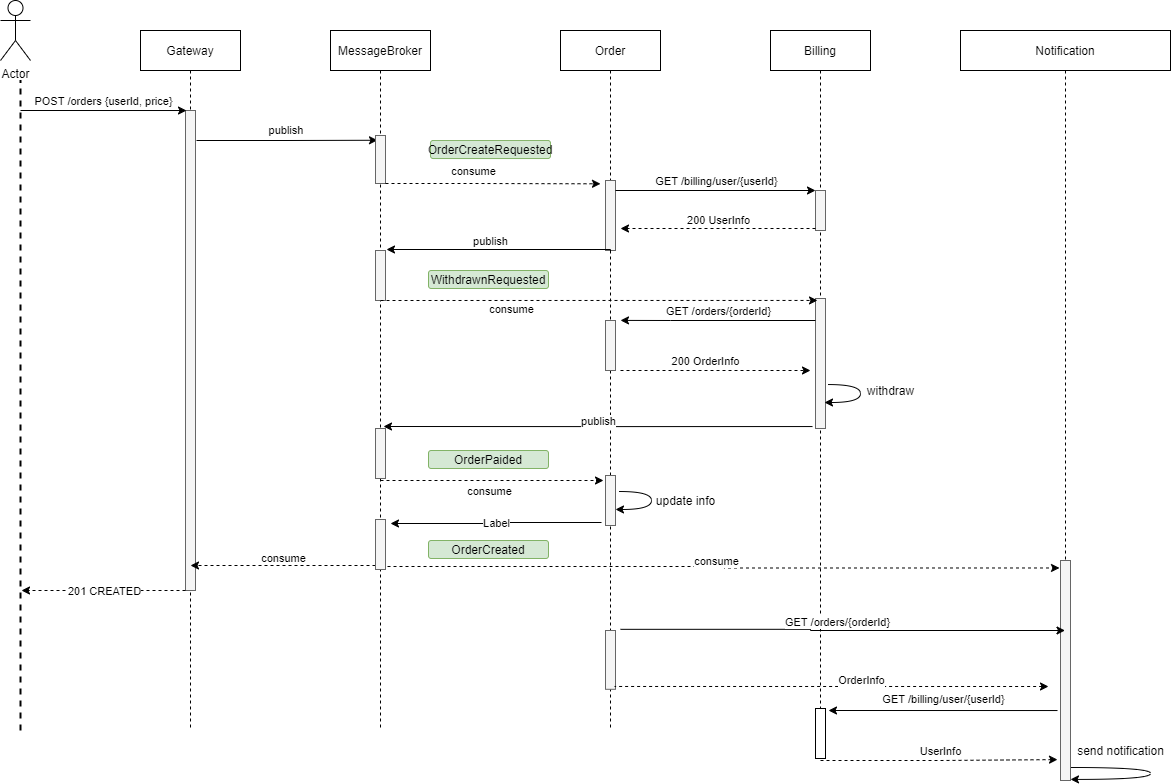 Actor
Gateway
MessageBroker
Order
Billing
Notification
POST /orders {userId, price}
publish
OrderCreateRequested
consume
GET /billing/user/{userId}
200 UserInfo
publish
WithdrawnRequested
consume
GET /orders/{orderId}
200 OrderInfo
withdraw
publish
OrderPaided
consume
update info
Label
OrderCreated
consume
consume
201 CREATED
GET /orders/{orderId}
OrderInfo
GET /billing/user/{userId}
UserInfo
send notification